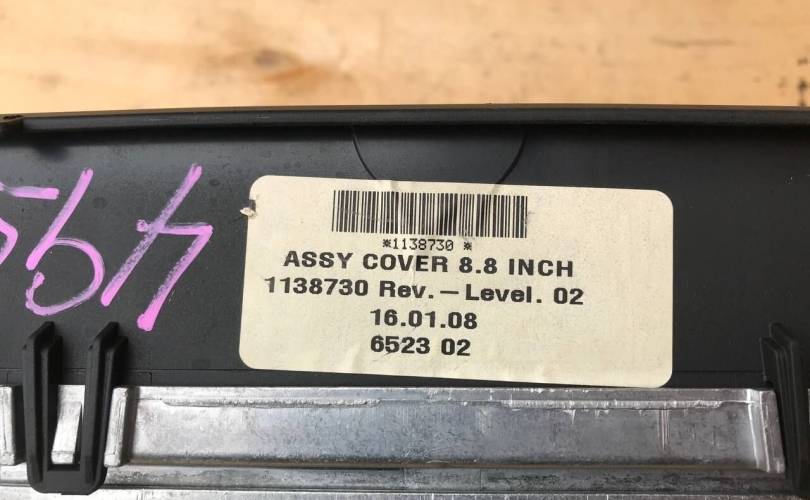 *1138730 *
ASSY COVER 8.8 INCH
1138730 Rev.-Level. 02
16.01.08
6523 02